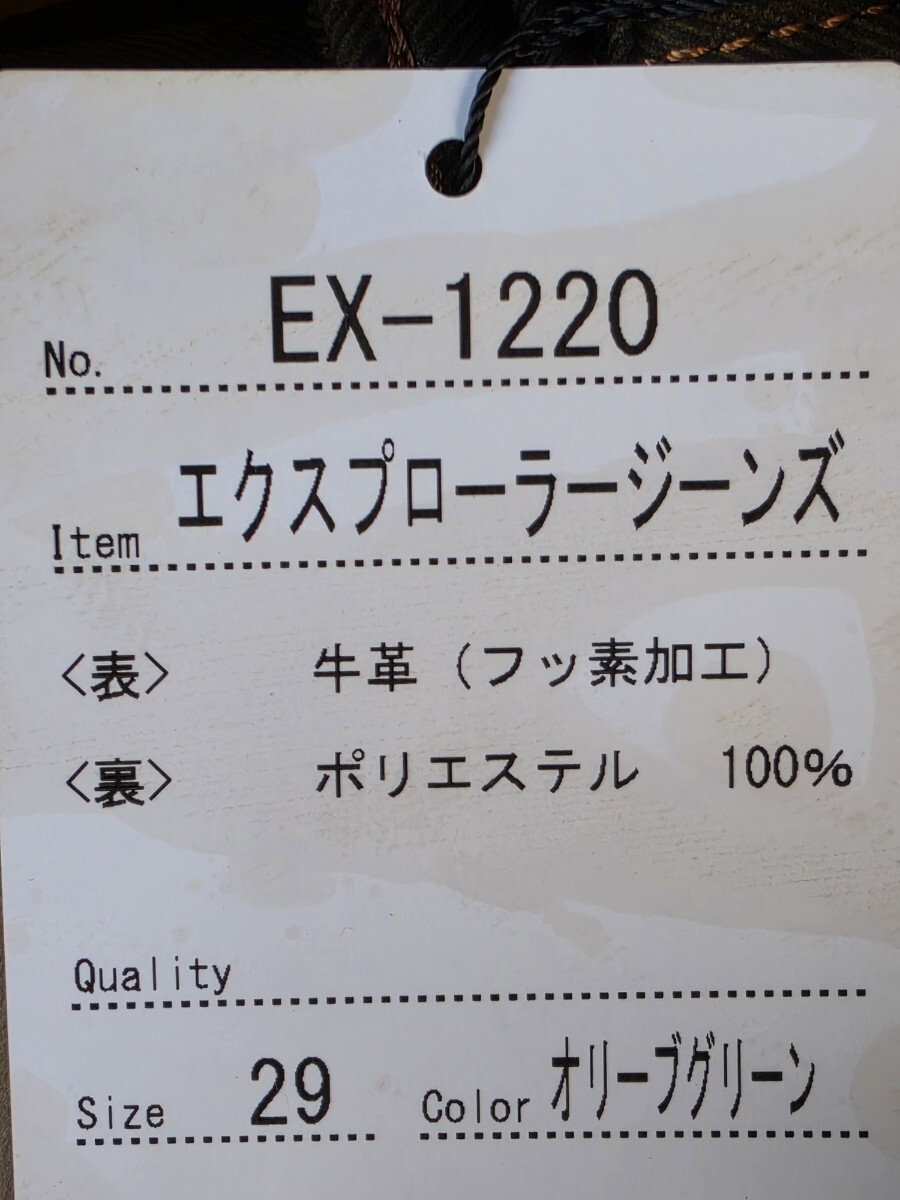 No. EX-1220
Item エクスプローラージーンズ
<表> 牛革 (フッ素加工)
<裏> ポリエステル 100%
Quality
Size 29 Color オリーブグリーン